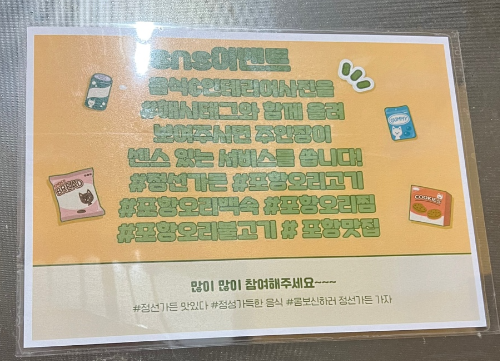 sns이벤트
음식&인테리어사진을
#해시태그와 함께 올려
보여주시면 주인장이
센스 있는 서비스를 쏩니다!
#정선가든 #포항오리고기
#포항오리백숙 #포항오리찜
#포항오리불고기 # 포항맛집
많이 많이 참여해주세요~~~
#정선가든 맛있다 #정성가득한 음식 #몸보신하러 정선가든 가자
COOKIES